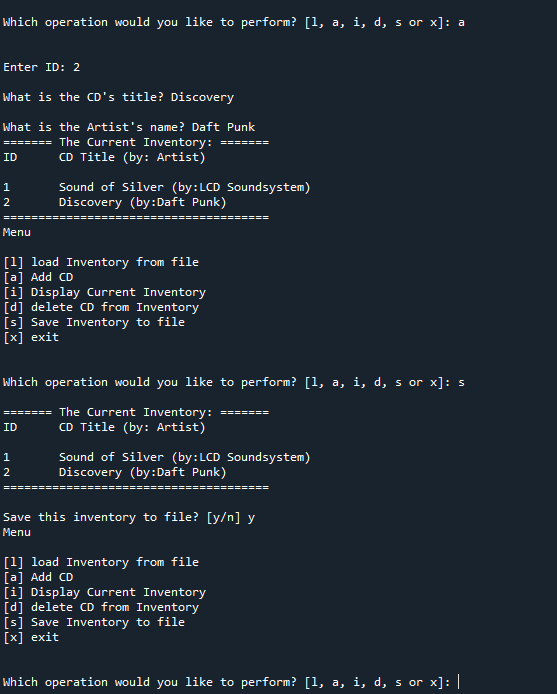 Which operation would you like to perform? [l, a, i, d, s or x]: a
Enter ID: 2
What is the CD's title? Discovery
What is the Artist's name? Daft Punk
======= The Current Inventory: =======
ID      CD Title (by: Artist)
1       Sound of Silver (by:LCD Soundsystem)
2       Discovery (by:Daft Punk)
======================================
Menu
[l] load Inventory from file
[a] Add CD
[i] Display Current Inventory
[d] delete CD from Inventory
[s] Save Inventory to file
[x] exit
Which operation would you like to perform? [l, a, i, d, s or x]: s
======= The Current Inventory: =======
ID      CD Title (by: Artist)
1       Sound of Silver (by:LCD Soundsystem)
2       Discovery (by:Daft Punk)
======================================
Save this inventory to file? [y/n] y
Menu
[l] load Inventory from file
[a] Add CD
[i] Display Current Inventory
[d] delete CD from Inventory
[s] Save Inventory to file
[x] exit
Which operation would you like to perform? [l, a, i, d, s or x]: